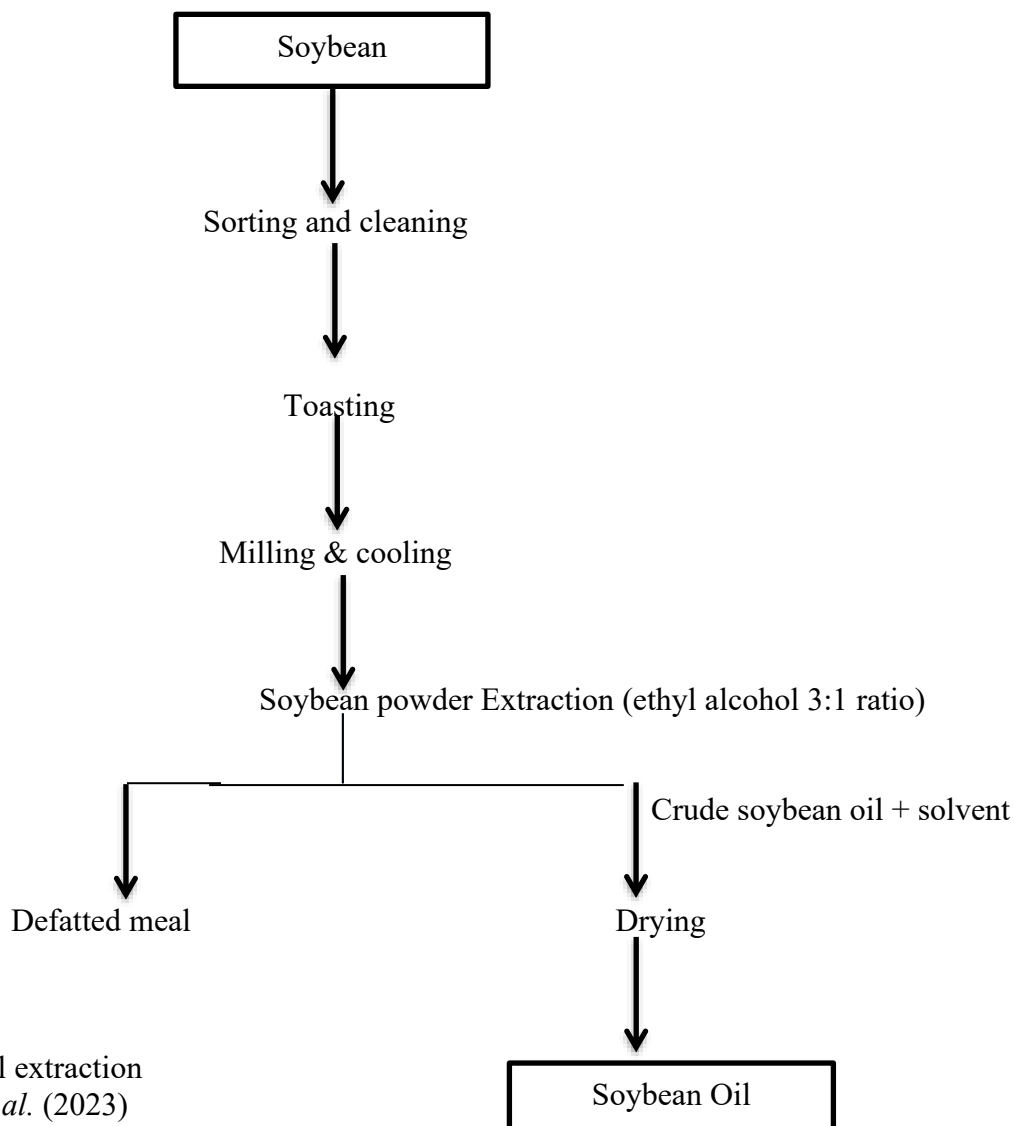 Soybean
Sorting and cleaning
Toasting
Milling & cooling
Soybean powder Extraction (ethyl alcohol 3:1 ratio)
Crude soybean oil + solvent
Defatted meal
Drying
extraction
al. (2023)
Soybean Oil